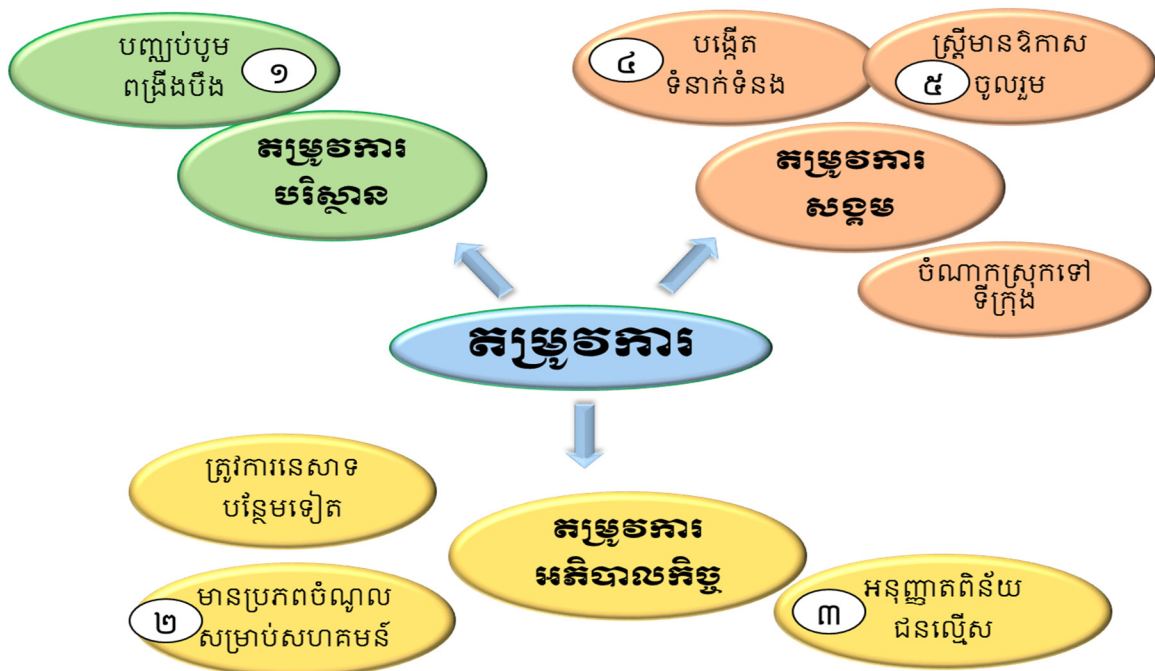 បញ្ឈប់បូម
ពង្រីងបឹង
១
តម្រូវការ
បរិស្ថាន
បង្កើត
ទំនាក់ទំនង
៤
ស្ត្រីមានឱកាស
ចូលរួម
៥
តម្រូវការ
សង្គម
ចំណាកស្រុកទៅ
ទីក្រុង
តម្រូវការ
ត្រូវការនេសាទ
បន្ថែមទៀត
តម្រូវការ
អភិបាលកិច្ច
មានប្រភពចំណូល
សម្រាប់សហគមន៍
២
អនុញ្ញាតពិន័យ
ជនល្មើស
៣